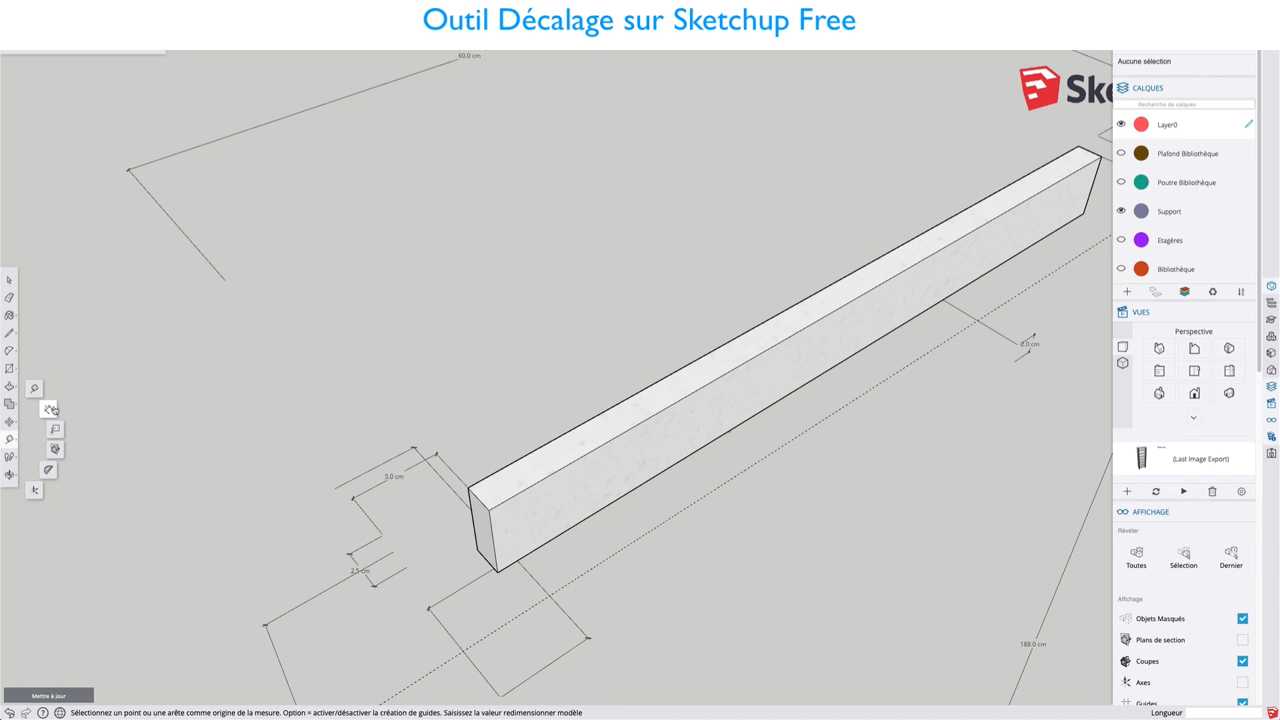 Outil Décalage sur Sketchup Free
60.0 cm
5.0 cm
2.5 cm
2.0 cm
188.0 cm
Ske
Aucune sélection
CALQUES
Recherche de calques
Layer0
Plafond Bibliothèque
Poutre Bibliothèque
Support
Etagères
Bibliothèque
VUES
Perspective
(Last Image Export)
AFFICHAGE
Révéler
Toutes
Sélection
Dernier
Affichage
Objets Masqués
Plans de section
Coupes
Axes
Guides
Mettre à jour
Sélectionnez un point ou une arête comme origine de la mesure. Option = activer/désactiver la création de guides. Saisissez la valeur redimensionner modèle
Longueur